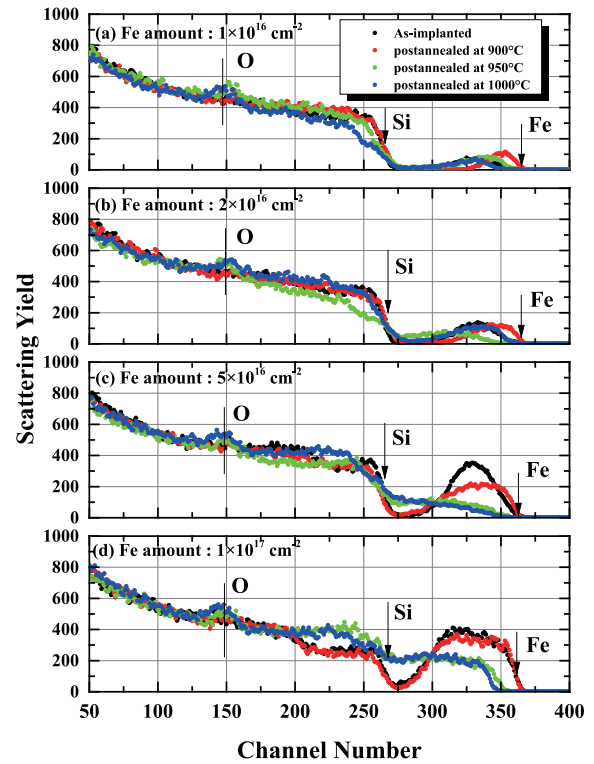 (a) Fe amount : 1×10¹⁶ cm⁻²
As-implanted
postannealed at 900°C
postannealed at 950°C
postannealed at 1000°C
O
Si
Fe
800
600
400
200
0
1000
(b) Fe amount : 2×10¹⁶ cm⁻²
O
Si
Fe
800
600
400
200
0
1000
(c) Fe amount : 5×10¹⁶ cm⁻²
O
Si
Fe
800
600
400
200
0
1000
(d) Fe amount : 1×10¹⁷ cm⁻²
O
Si
Fe
800
600
400
200
0
1000
Scattering Yield
50 100 150 200 250 300 350 400
Channel Number